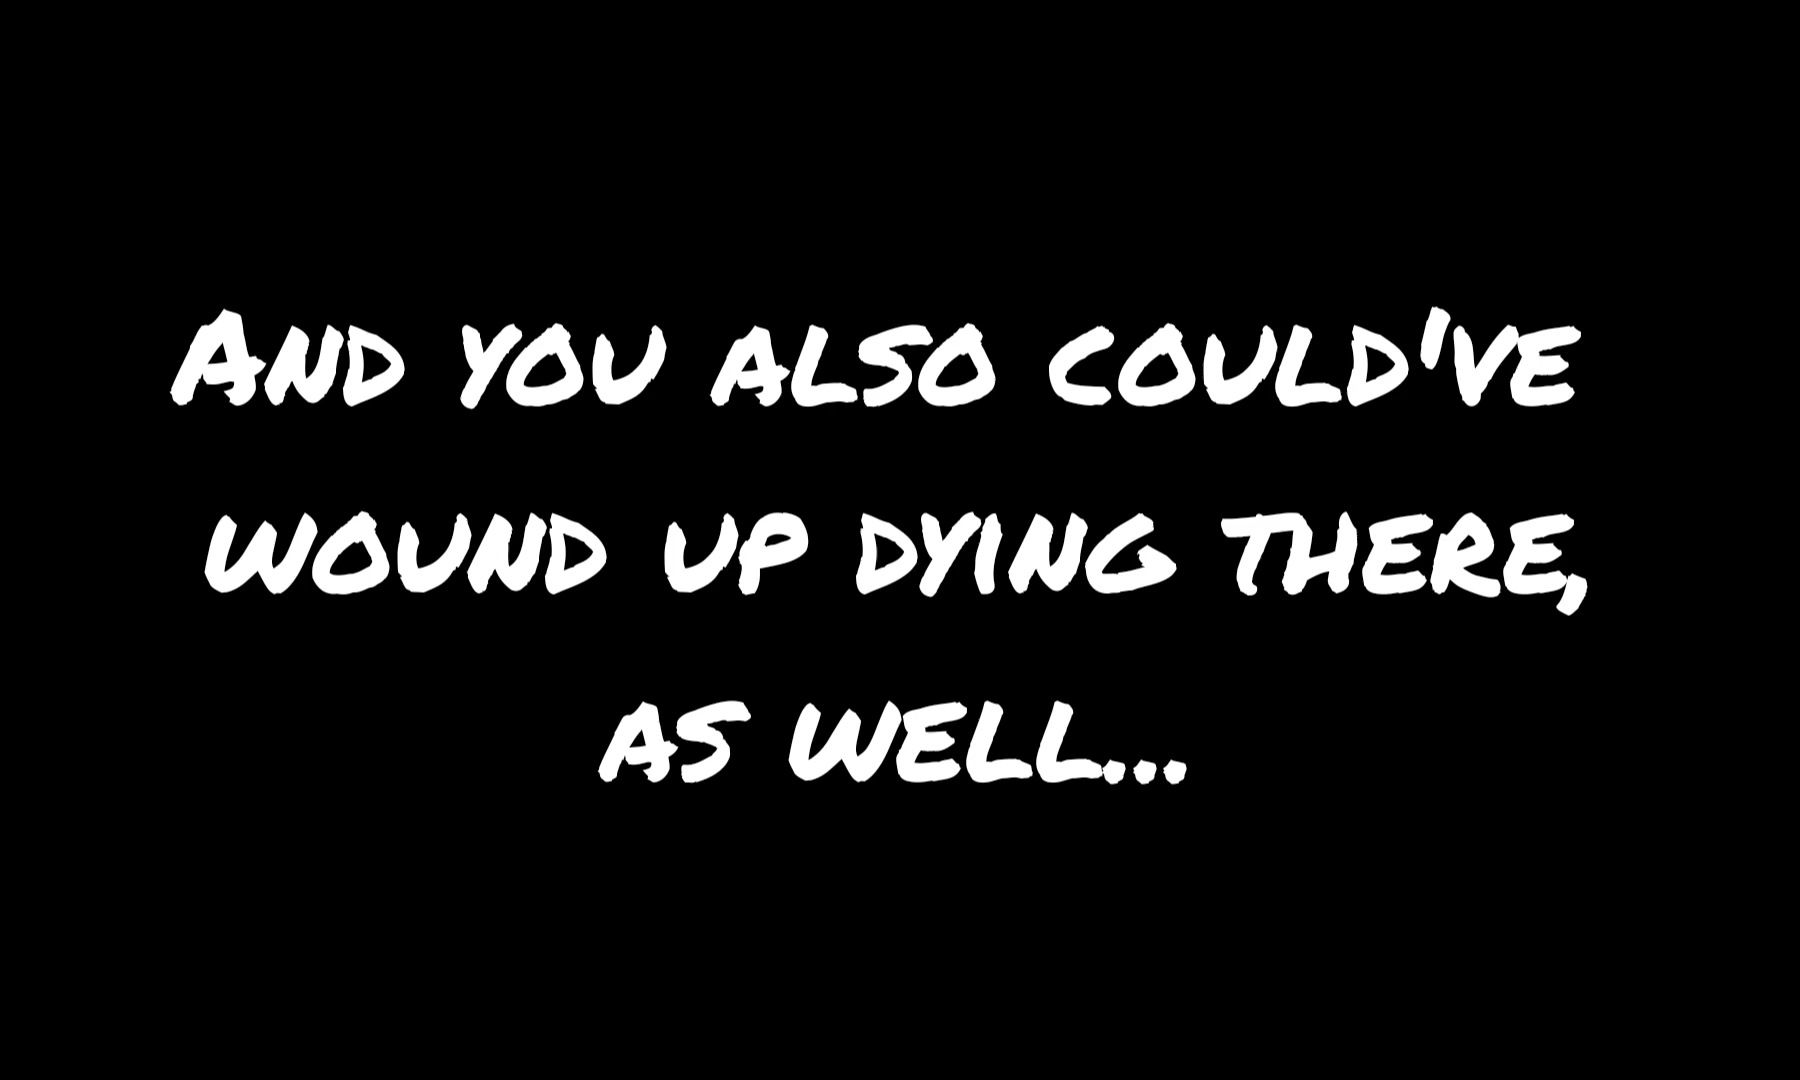 And you also could've
wound up dying there,
as well...